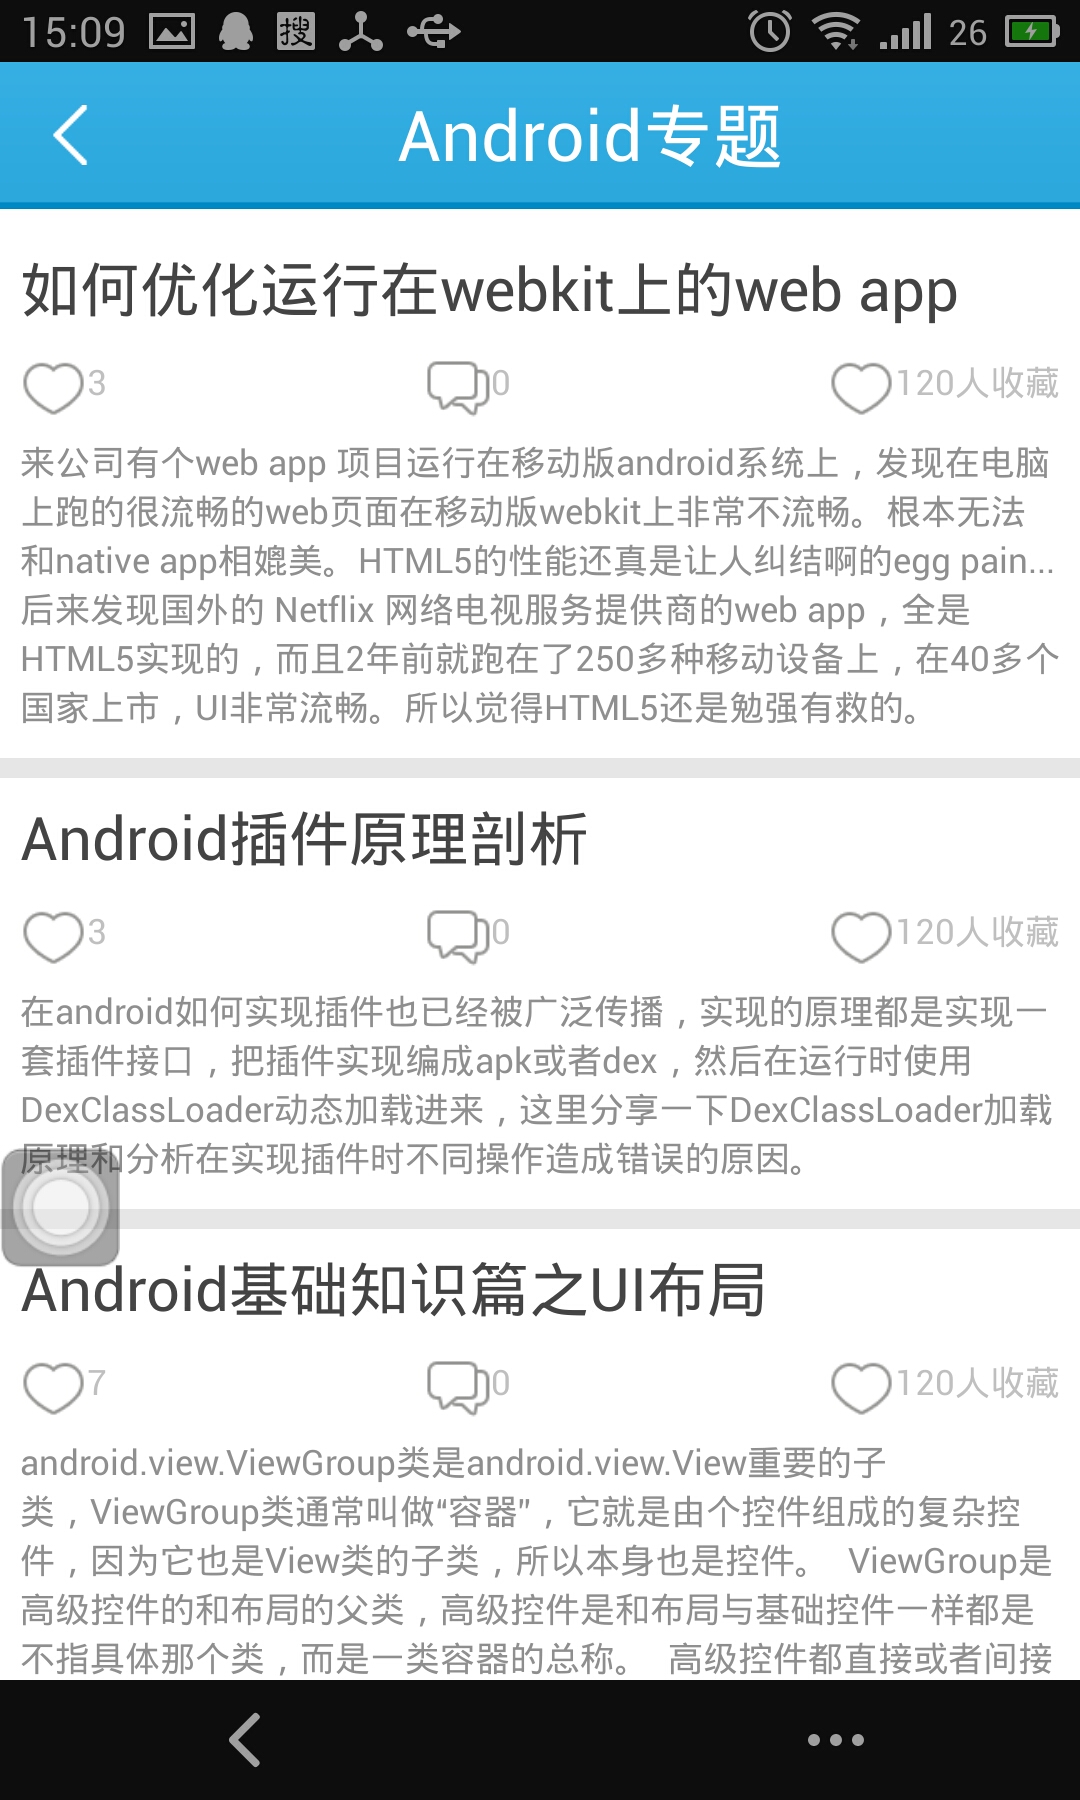 15:09 搜 26
Android专题
如何优化运行在webkit上的web app
3 0 120人收藏
来公司有个web app 项目运行在移动版android系统上，发现在电脑
上跑的很流畅的web页面在移动版webkit上非常不流畅。根本无法
和native app相媲美。HTML5的性能还真是让人纠结啊的egg pain...
后来发现国外的 Netflix 网络电视服务提供商的web app，全是
HTML5实现的，而且2年前就跑在了250多种移动设备上，在40多个
国家上市，UI非常流畅。所以觉得HTML5还是勉强有救的。
Android插件原理剖析
3 0 120人收藏
在android如何实现插件也已经被广泛传播，实现的原理都是实现一
套插件接口，把插件实现编成apk或者dex，然后在运行时使用
DexClassLoader动态加载进来，这里分享一下DexClassLoader加载
原理和分析在实现插件时不同操作造成错误的原因。
Android基础知识篇之UI布局
7 0 120人收藏
android.view.ViewGroup类是android.view.View重要的子
类，ViewGroup类通常叫做“容器”，它就是由个控件组成的复杂控
件，因为它也是View类的子类，所以本身也是控件。 ViewGroup是
高级控件的和布局的父类，高级控件是和布局与基础控件一样都是
不指具体那个类，而是一类容器的总称。 高级控件都直接或者间接